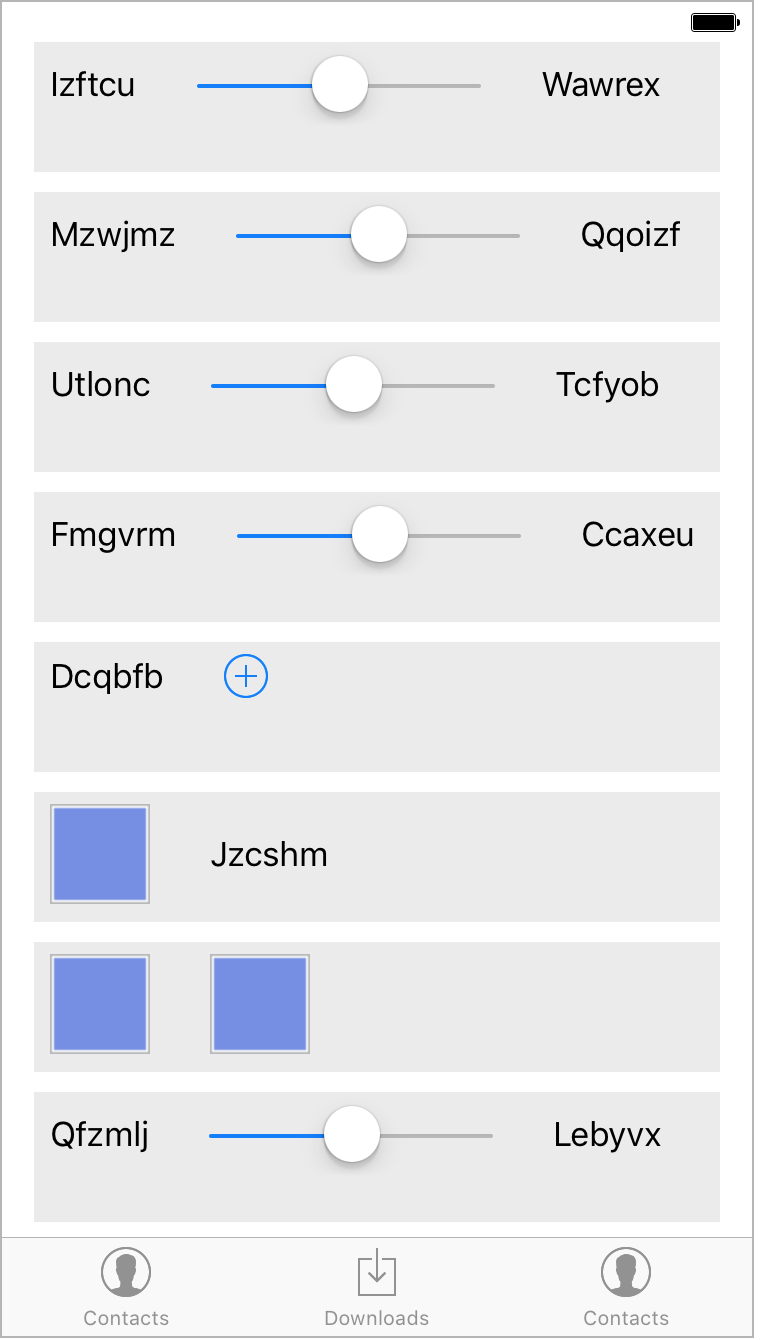 Izftcu Wawrex
Mzwjmz Qqoizf
Utlonc Tcfyob
Fmgvrm Ccaxeu
Dcqbfb
Jzcshm
Qfzmlj Lebyvx
Contacts Downloads Contacts